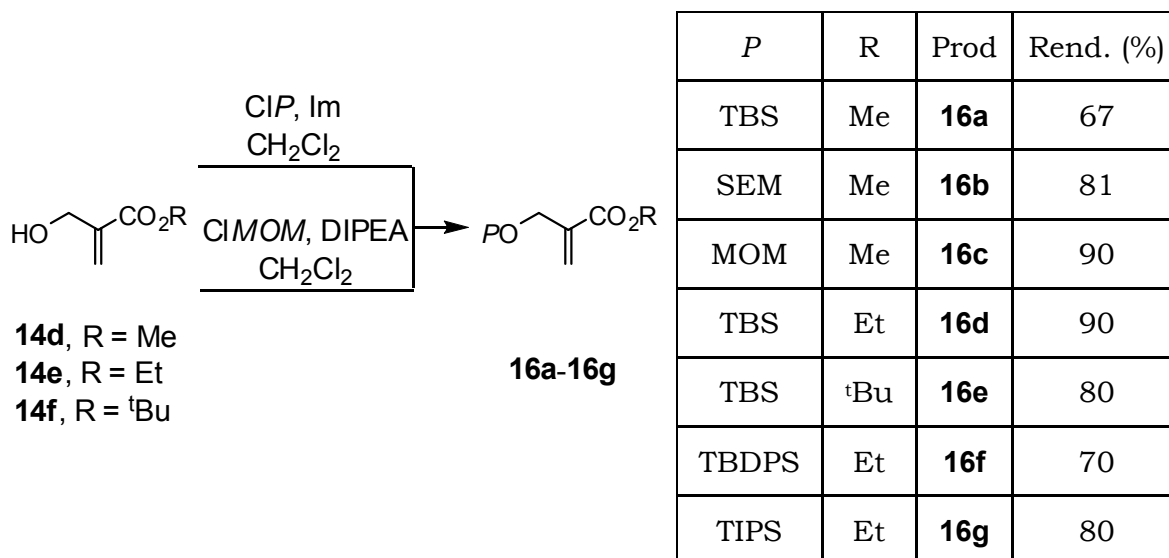 ClP, Im
CH2Cl2
HO CO2R
ClMOM, DIPEA
CH2Cl2
PO CO2R
14d, R = Me
14e, R = Et
14f, R = tBu
16a-16g
P R Prod Rend. (%)
TBS Me 16a 67
SEM Me 16b 81
MOM Me 16c 90
TBS Et 16d 90
TBS tBu 16e 80
TBDPS Et 16f 70
TIPS Et 16g 80